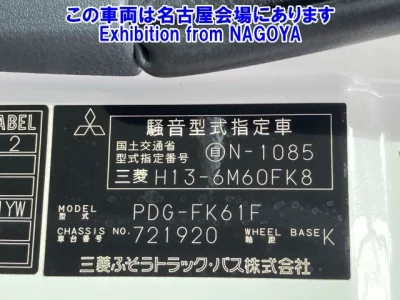 この車両は名古屋会場にあります
Exhibition from NAGOYA
ABEL
2
1YW
騒音型式指定車
国土交通省
型式指定番号 自N-1085
三菱 H13-6M60FK8
MODEL
型式 PDG-FK61F
CHASSIS NO.
車台番号 721920 WHEEL BASE
軸距 K
三菱ふそうトラック・バス株式会社